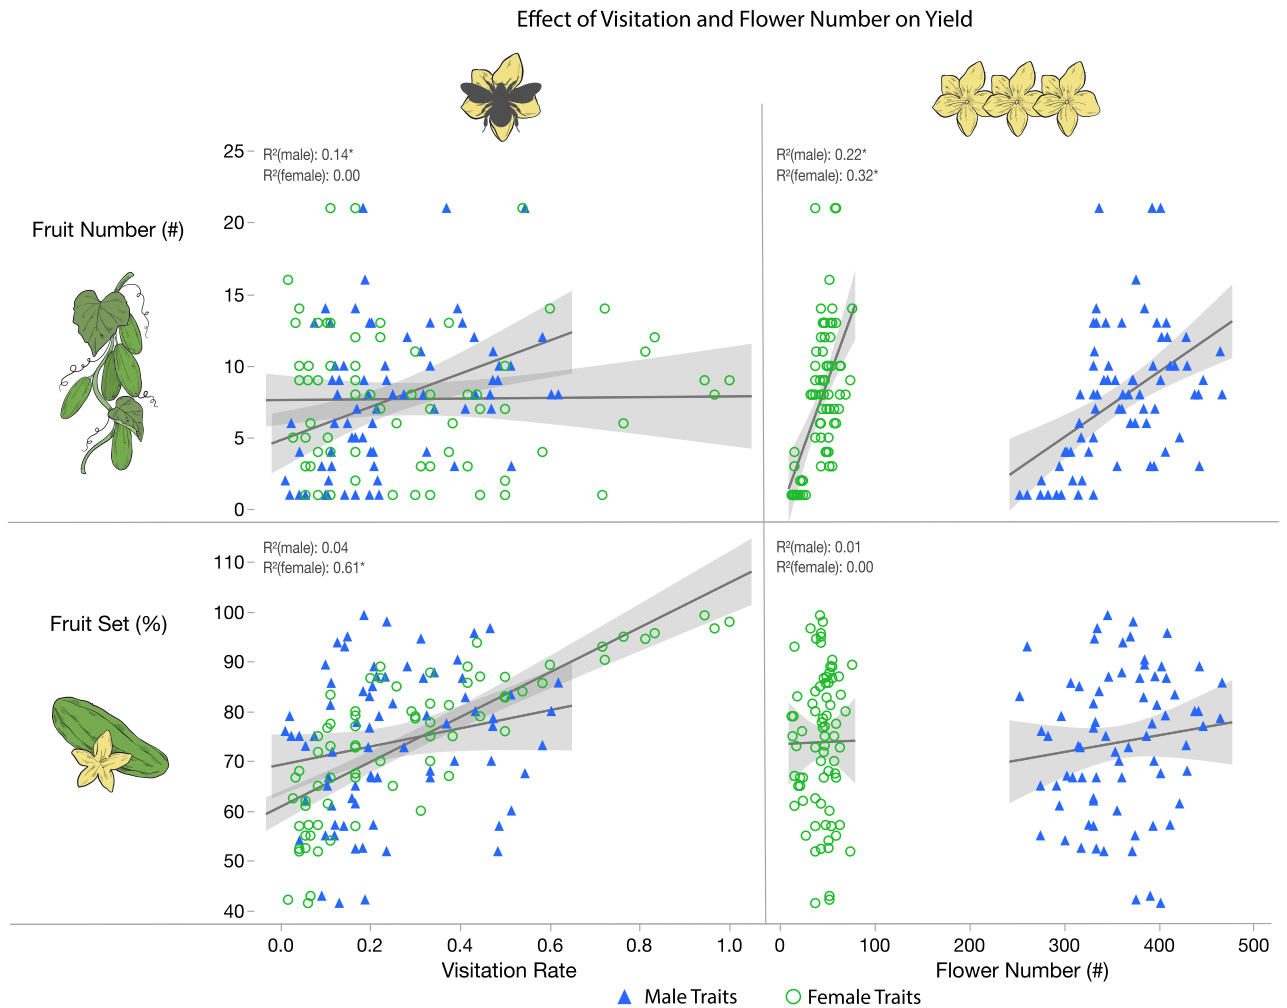 Effect of Visitation and Flower Number on Yield
R²(male): 0.14*
R²(female): 0.00
R²(male): 0.22*
R²(female): 0.32*
Fruit Number (#)
25
20
15
10
5
0
R²(male): 0.04
R²(female): 0.61*
R²(male): 0.01
R²(female): 0.00
Fruit Set (%)
110
100
90
80
70
60
50
40
0.0 0.2 0.4 0.6 0.8 1.0
0 100 200 300 400 500
Visitation Rate
Flower Number (#)
Male Traits Female Traits